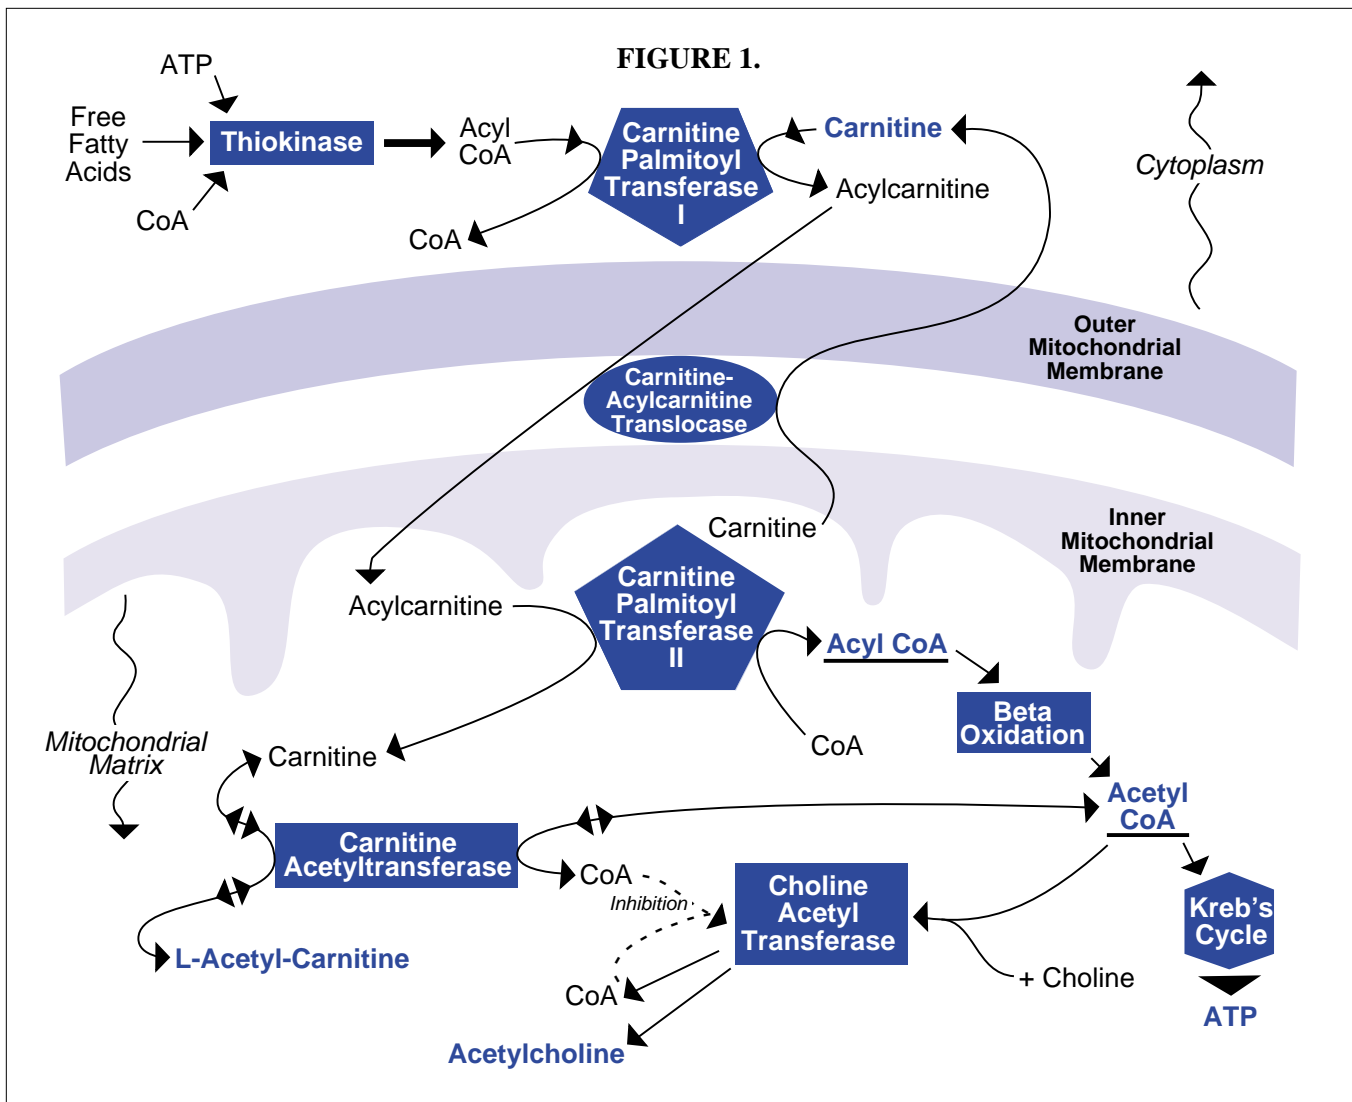 FIGURE 1.
ATP
Free
Fatty
Acids
Thiokinase
CoA
Acyl
CoA
CoA
Carnitine
Palmitoyl
Transferase
I
Carnitine
Acylcarnitine
Cytoplasm
Outer
Mitochondrial
Membrane
Carnitine-
Acylcarnitine
Translocase
Inner
Mitochondrial
Membrane
Carnitine
Acylcarnitine
Carnitine
Palmitoyl
Transferase
II
Acyl CoA
Beta
Oxidation
CoA
Mitochondrial
Matrix
Carnitine
Acetyl
CoA
Carnitine
Acetyltransferase
CoA
Inhibition
Choline
Acetyl
Transferase
Kreb's
Cycle
L-Acetyl-Carnitine
CoA
+ Choline
ATP
Acetylcholine